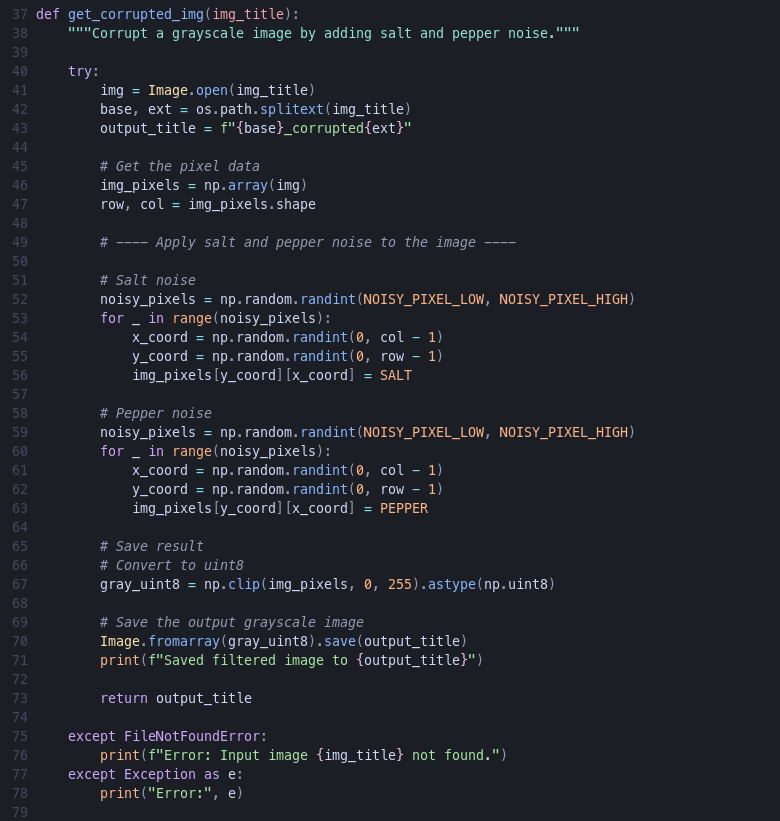 37 def get_corrupted_img(img_title):
38     """Corrupt a grayscale image by adding salt and pepper noise."""
39
40     try:
41         img = Image.open(img_title)
42         base, ext = os.path.splitext(img_title)
43         output_title = f"{base}_corrupted{ext}"
44
45         # Get the pixel data
46         img_pixels = np.array(img)
47         row, col = img_pixels.shape
48
49         # ---- Apply salt and pepper noise to the image ----
50
51         # Salt noise
52         noisy_pixels = np.random.randint(NOISY_PIXEL_LOW, NOISY_PIXEL_HIGH)
53         for _ in range(noisy_pixels):
54             x_coord = np.random.randint(0, col - 1)
55             y_coord = np.random.randint(0, row - 1)
56             img_pixels[y_coord][x_coord] = SALT
57
58         # Pepper noise
59         noisy_pixels = np.random.randint(NOISY_PIXEL_LOW, NOISY_PIXEL_HIGH)
60         for _ in range(noisy_pixels):
61             x_coord = np.random.randint(0, col - 1)
62             y_coord = np.random.randint(0, row - 1)
63             img_pixels[y_coord][x_coord] = PEPPER
64
65         # Save result
66         # Convert to uint8
67         gray_uint8 = np.clip(img_pixels, 0, 255).astype(np.uint8)
68
69         # Save the output grayscale image
70         Image.fromarray(gray_uint8).save(output_title)
71         print(f"Saved filtered image to {output_title}")
72
73         return output_title
74
75     except FileNotFoundError:
76         print(f"Error: Input image {img_title} not found.")
77     except Exception as e:
78         print("Error:", e)
79